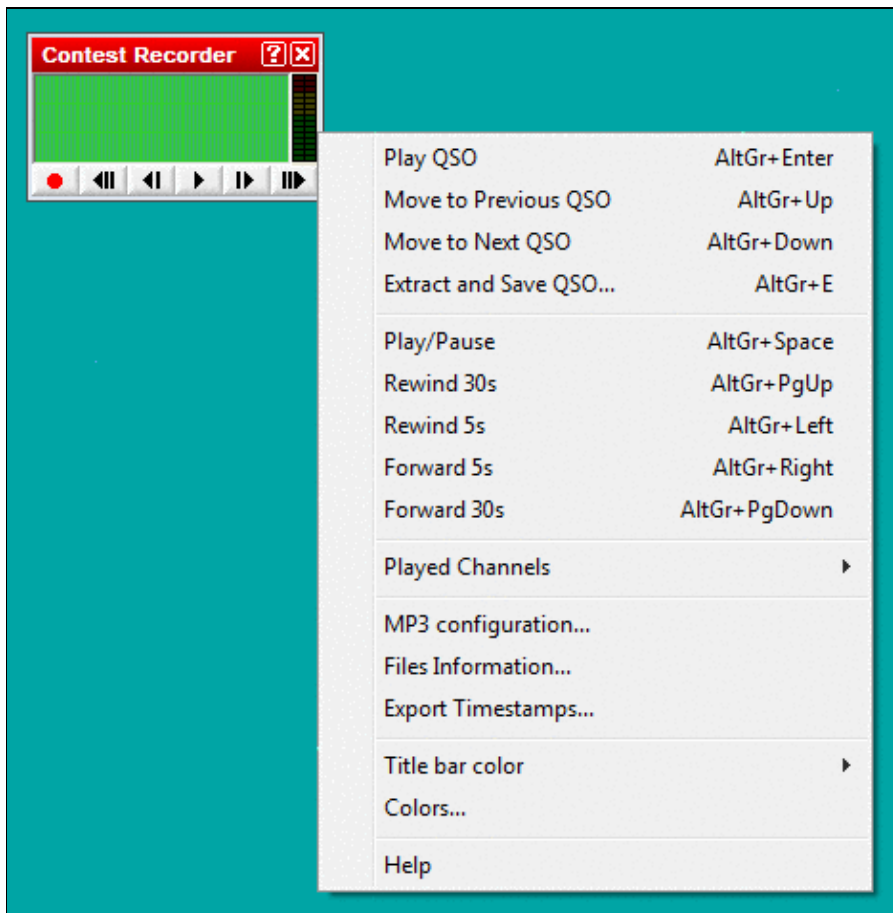 Contest Recorder ?
Play QSO AltGr+Enter
Move to Previous QSO AltGr+Up
Move to Next QSO AltGr+Down
Extract and Save QSO... AltGr+E
Play/Pause AltGr+Space
Rewind 30s AltGr+PgUp
Rewind 5s AltGr+Left
Forward 5s AltGr+Right
Forward 30s AltGr+PgDown
Played Channels
MP3 configuration...
Files Information...
Export Timestamps...
Title bar color
Colors...
Help